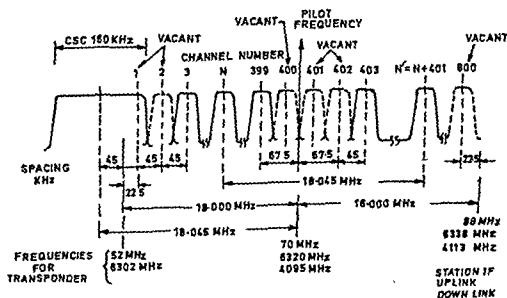 PILOT
FREQUENCY
VACANT
VACANT
VACANT
VACANT
CSC 160 KHz
CHANNEL NUMBER
1 2 3 N 399 400 401 402 403 N'=N+401 800
SPACING
KHz
45 45 45 67·5 67·5 45 225
22 5
18·045 MHz
18·000 MHz 18·000 MHz
18·045 MHz
FREQUENCIES
FOR
TRANSPONDER
52 MHz
6302 MHz
70 MHz
6320 MHz
4095 MHz
88 MHz
6338 MHz
4113 MHz
STATION IF
UPLINK
DOWN LINK